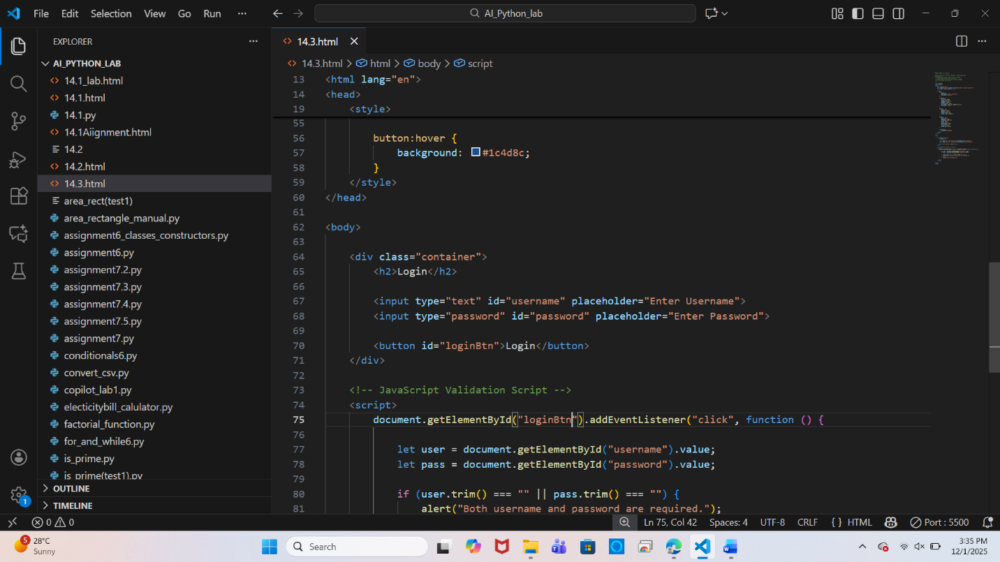 File Edit Selection View Go Run ··· AI_Python_lab
EXPLORER ···
AI_PYTHON_LAB
14.1_lab.html
14.1.html
14.1.py
14.1Aiignment.html
14.2
14.2.html
14.3.html
area_rect(test1)
area_rectangle_manual.py
assignment6_classes_constructors.py
assignment6.py
assignment7.2.py
assignment7.3.py
assignment7.4.py
assignment7.5.py
assignment7.py
conditionals6.py
convert_csv.py
copilot_lab1.py
electicitybill_calulator.py
factorial_function.py
for_and_while6.py
is_prime.py
is_prime(test1).py
OUTLINE
TIMELINE
1
14.3.html
14.3.html > html > body > script
13 <html lang="en">
14 <head>
19 <style>
55
56 button:hover {
57 background: #1c4d8c;
58 }
59 </style>
60 </head>
61
62 <body>
63
64 <div class="container">
65 <h2>Login</h2>
66
67 <input type="text" id="username" placeholder="Enter Username">
68 <input type="password" id="password" placeholder="Enter Password">
69
70 <button id="loginBtn">Login</button>
71 </div>
72
73 <!-- JavaScript Validation Script -->
74 <script>
75 document.getElementById("loginBtn").addEventListener("click", function () {
76
77 let user = document.getElementById("username").value;
78 let pass = document.getElementById("password").value;
79
80 if (user.trim() === "" || pass.trim() === "") {
81 alert("Both username and password are required.");
0 0 Ln 75, Col 42 Spaces: 4 UTF-8 CRLF {} HTML Port : 5500
5 28°C
Sunny
Search
3:35 PM
12/1/2025